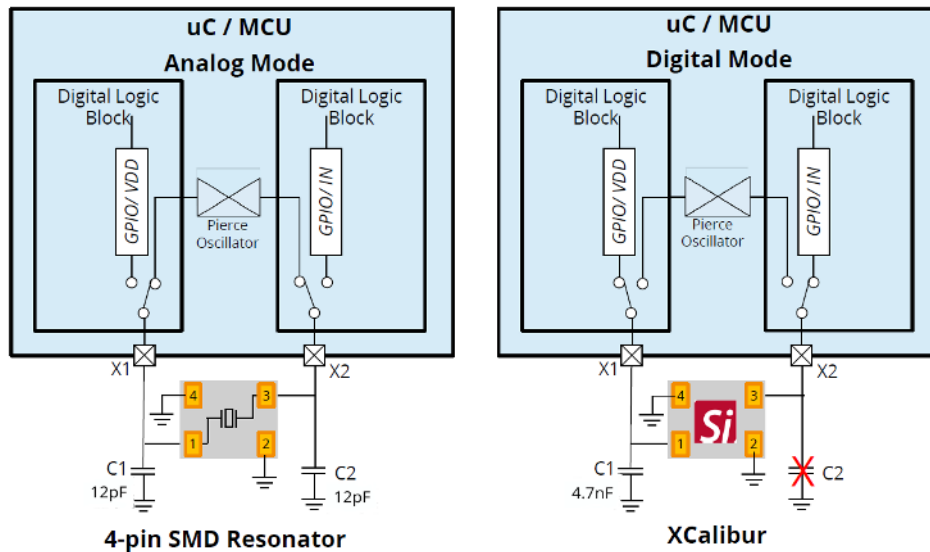 uC / MCU
Analog Mode
Digital Logic
Block
GPIO/ VDD
Pierce
Oscillator
Digital Logic
Block
GPIO/ IN
X1
X2
4
3
1
2
C1
12pF
C2
12pF
4-pin SMD Resonator
uC / MCU
Digital Mode
Digital Logic
Block
GPIO/ VDD
Pierce
Oscillator
Digital Logic
Block
GPIO/ IN
X1
X2
4
3
Si
1
2
C1
4.7nF
C2
XCalibur